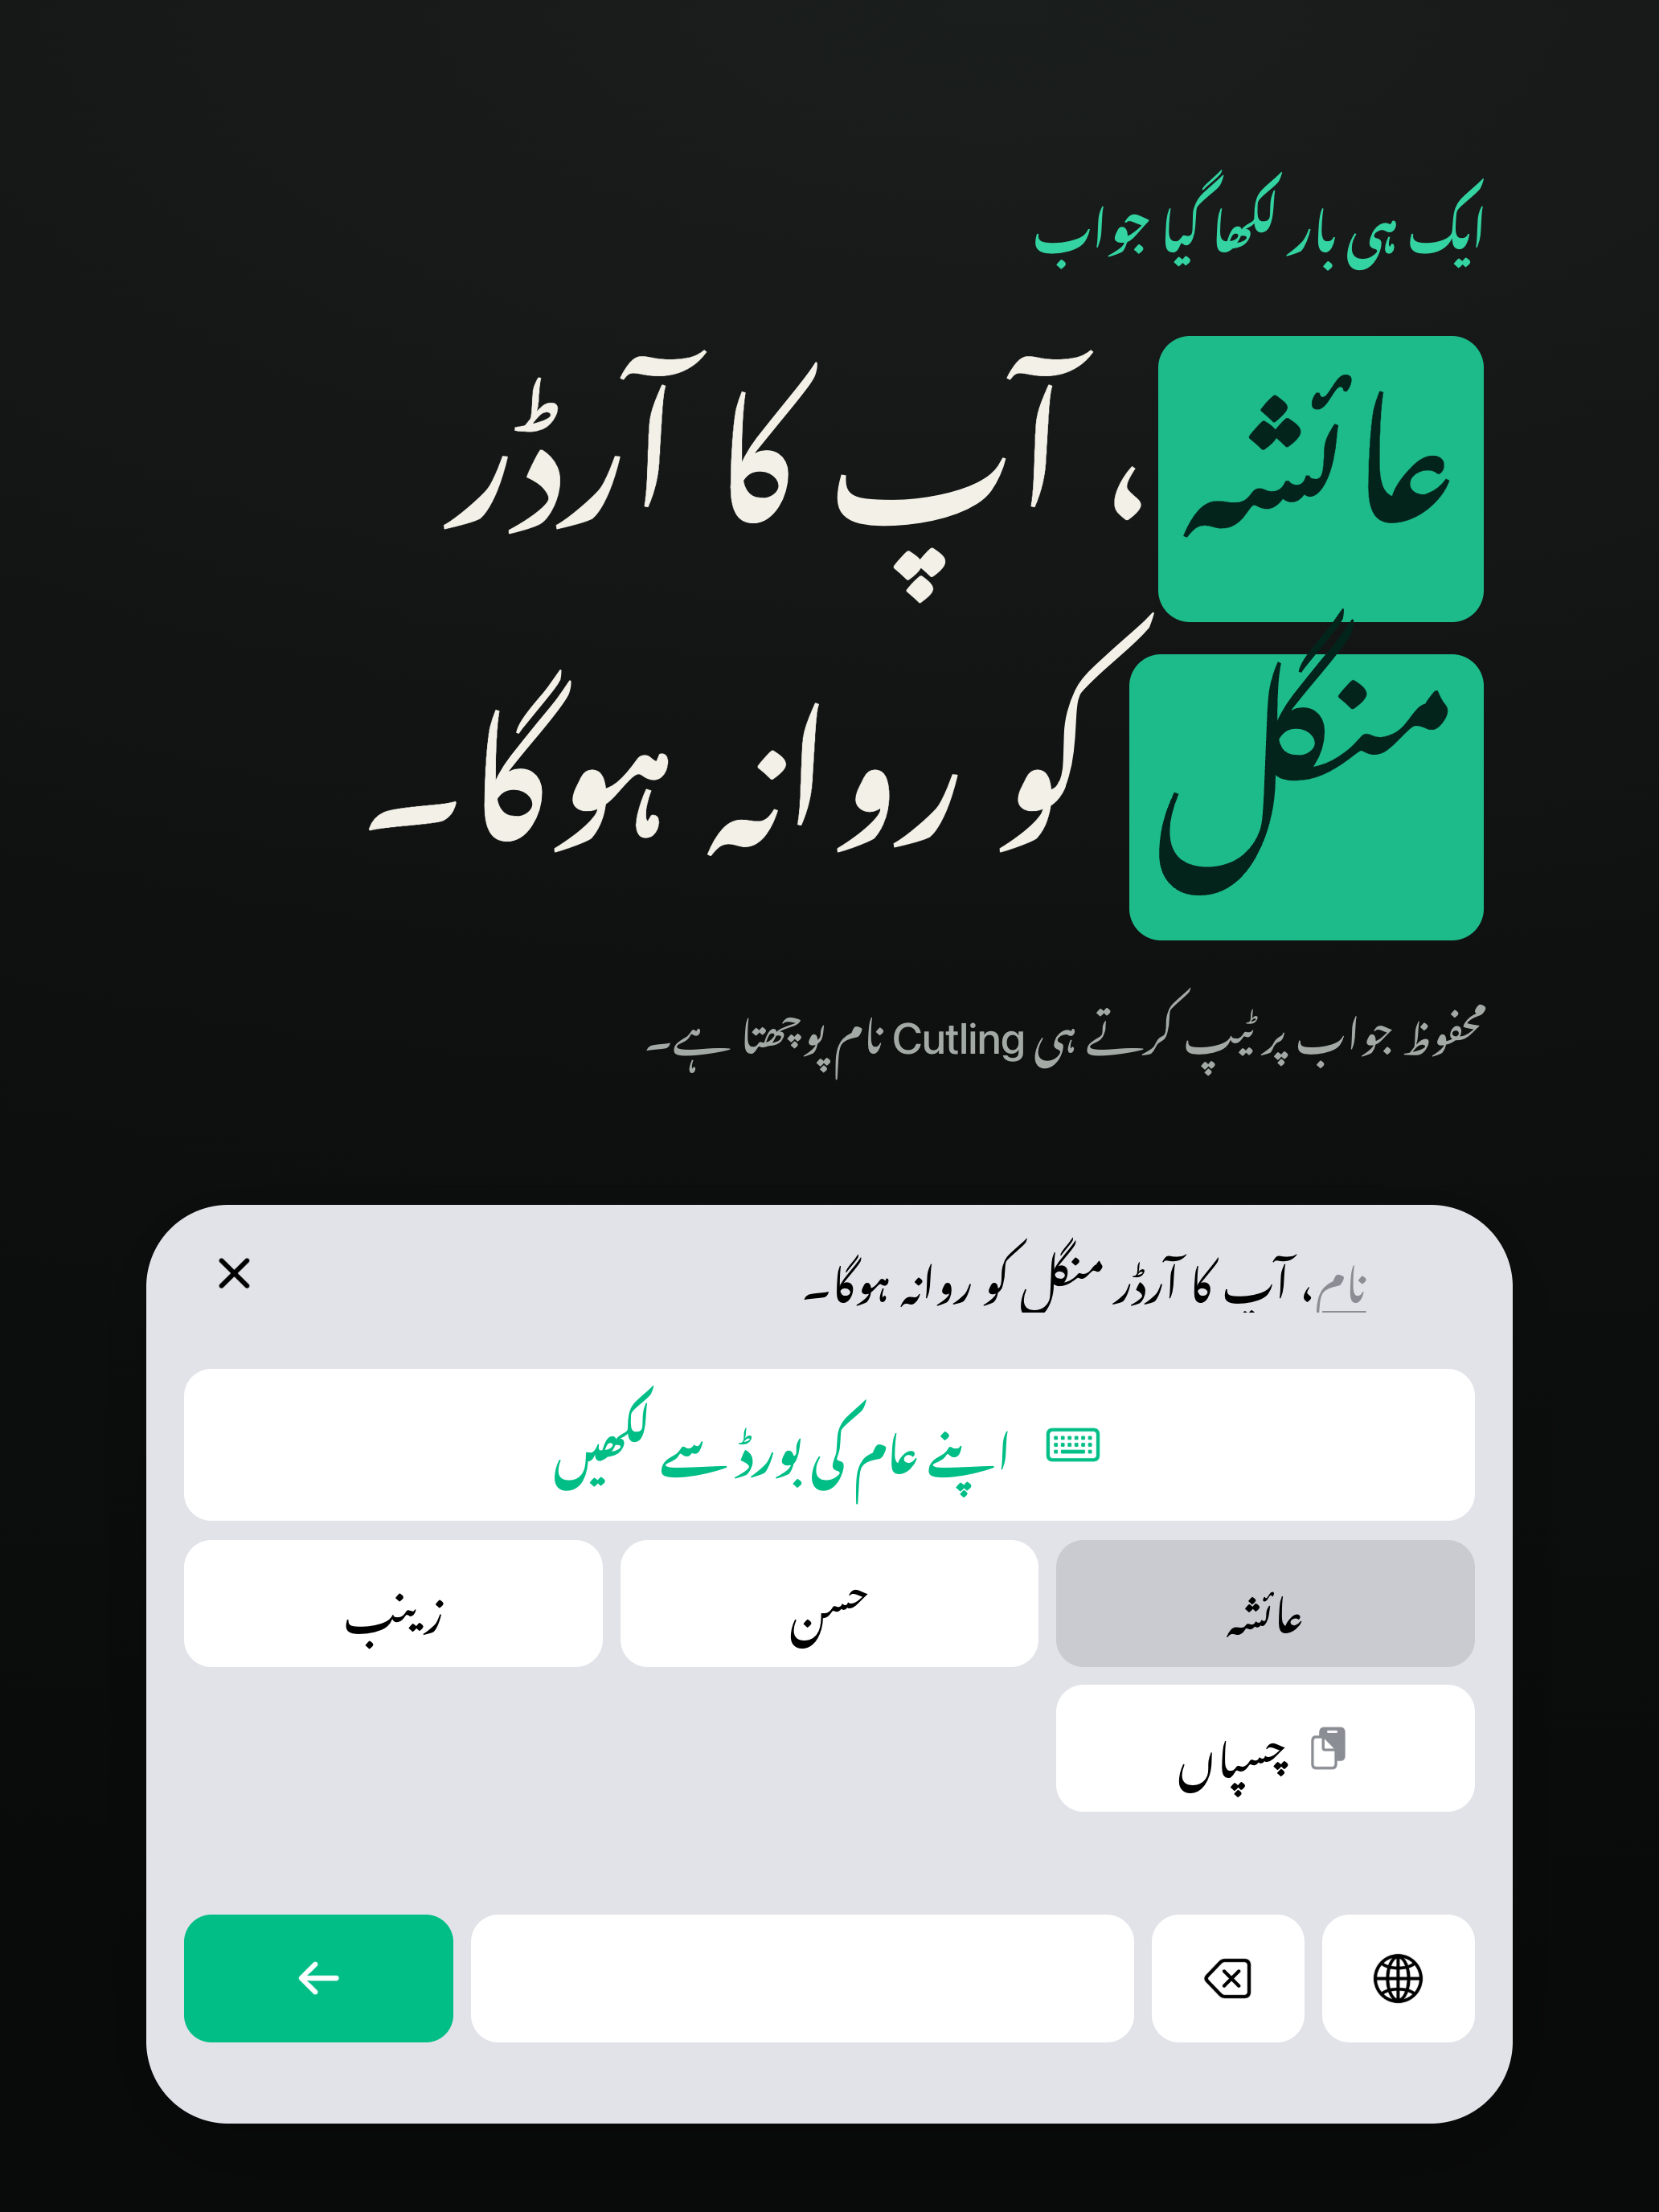 ایک ہی بار لکھا گیا جواب
عائشہ، آپ کا آرڈر
منگل کو روانہ ہوگا۔
محفوظ جواب پر ٹیپ کرتے ہی Cutling نام پوچھتا ہے۔
نام، آپ کا آرڈر منگل کو روانہ ہوگا۔
اپنے عام کی بورڈ سے لکھیں
عائشہ
حسن
زینب
چسپاں